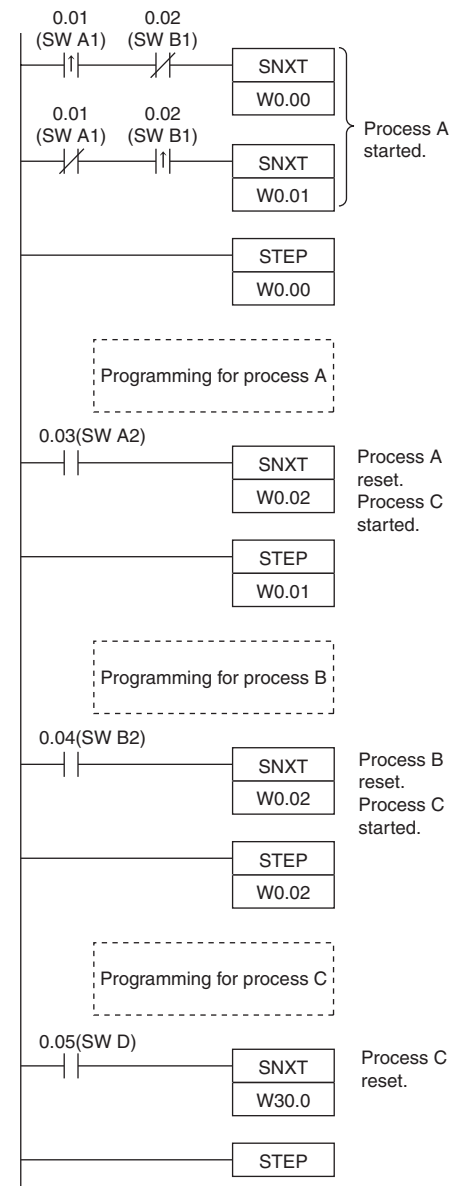 0.01 0.02
(SW A1) (SW B1)
SNXT
W0.00
0.01 0.02
(SW A1) (SW B1)
SNXT
W0.01
Process A
started.
STEP
W0.00
Programming for process A
0.03(SW A2)
SNXT
W0.02
Process A
reset.
Process C
started.
STEP
W0.01
Programming for process B
0.04(SW B2)
SNXT
W0.02
Process B
reset.
Process C
started.
STEP
W0.02
Programming for process C
0.05(SW D)
SNXT
W30.0
Process C
reset.
STEP